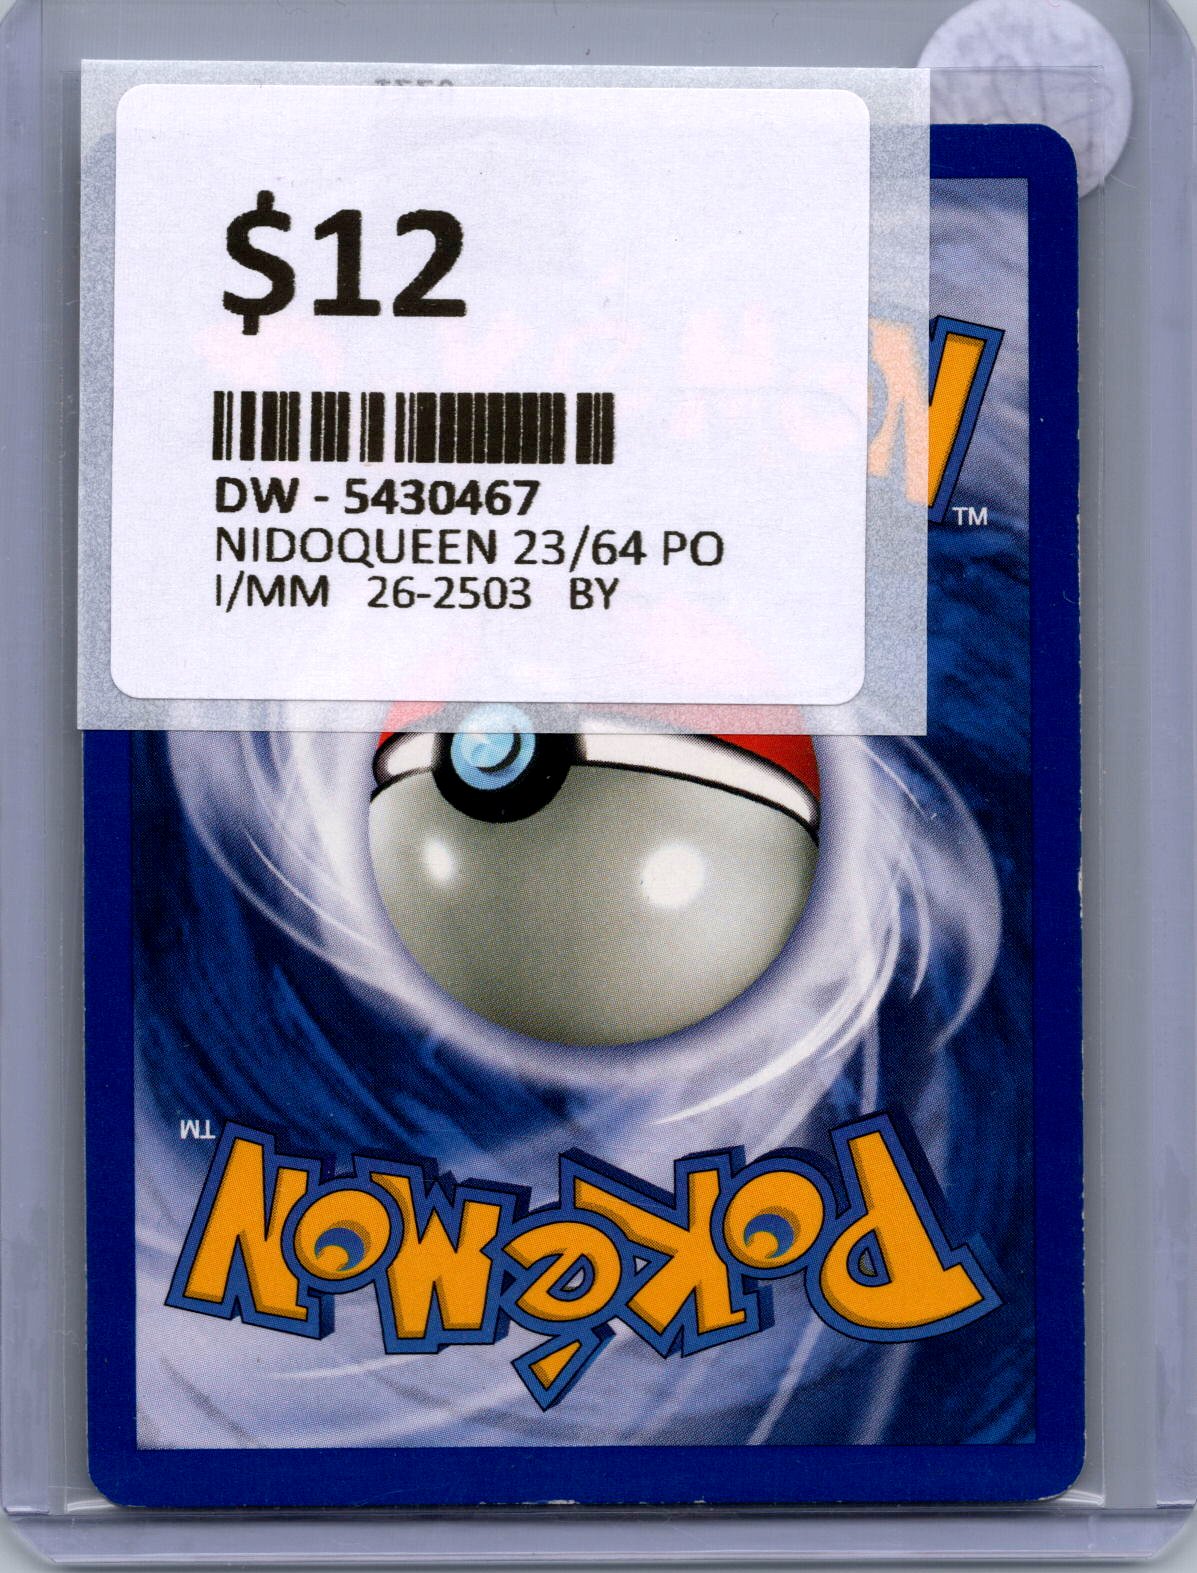 $12
DW - 5430467
NIDOQUEEN 23/64 PO
I/MM 26-2503 BY
TM
TM
POKéMON